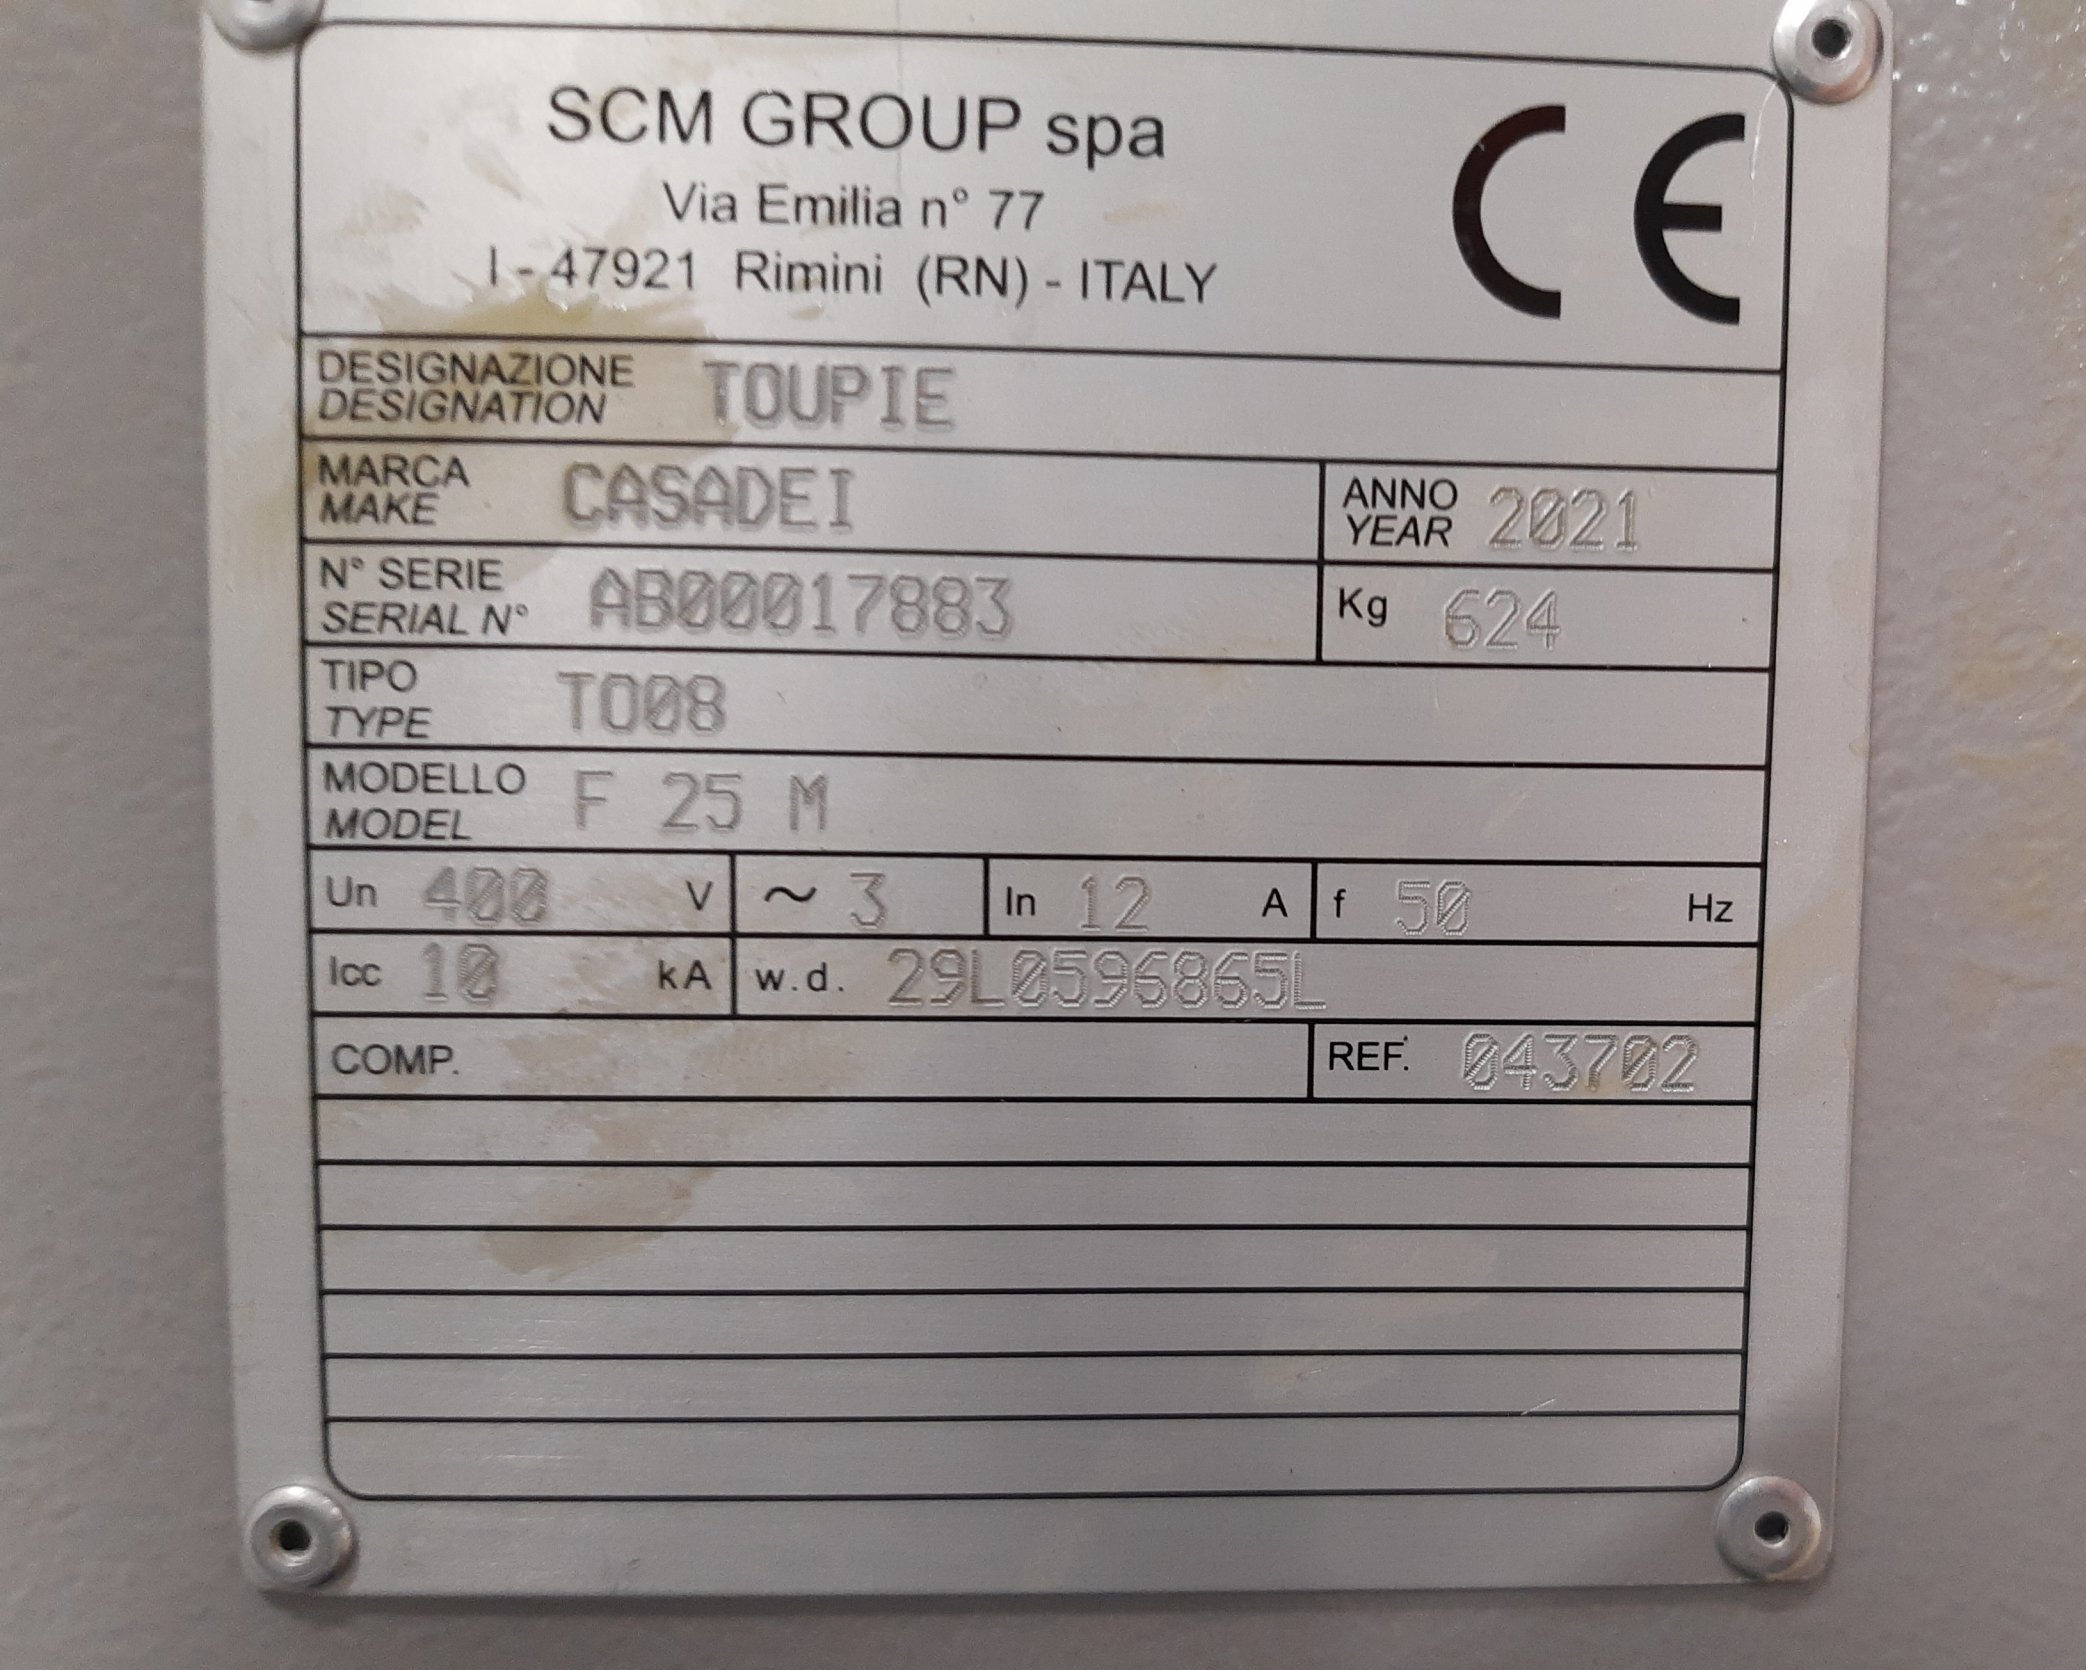 SCM GROUP spa
CE
Via Emilia n° 77
I - 47921 Rimini (RN) - ITALY
DESIGNAZIONE
DESIGNATION
TOUPIE
MARCA
MAKE
CASADEI
ANNO
YEAR
2021
N° SERIE
SERIAL N°
AB00017883
Kg 624
TIPO
TYPE
TO08
MODELLO
MODEL
F 25 M
Un 400 V ~ 3 In 12 A f 50 Hz
Icc 10 kA w.d. 29L0596865L
COMP. REF. 043702